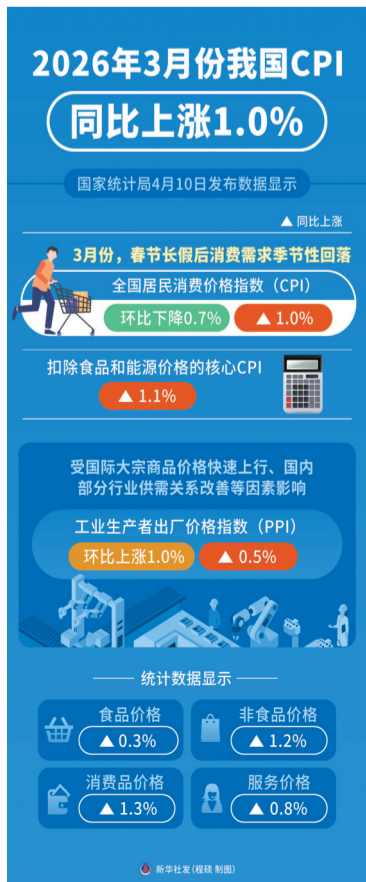 2026年3月份我国CPI
同比上涨1.0%
国家统计局4月10日发布数据显示
▲ 同比上涨
3月份，春节长假后消费需求季节性回落
全国居民消费价格指数（CPI）
环比下降0.7%
▲ 1.0%
扣除食品和能源价格的核心CPI
▲ 1.1%
受国际大宗商品价格快速上行、国内
部分行业供需关系改善等因素影响
工业生产者出厂价格指数（PPI）
环比上涨1.0%
▲ 0.5%
统计数据显示
食品价格
▲ 0.3%
非食品价格
▲ 1.2%
消费品价格
▲ 1.3%
服务价格
▲ 0.8%
新华社发（程硕 制图）